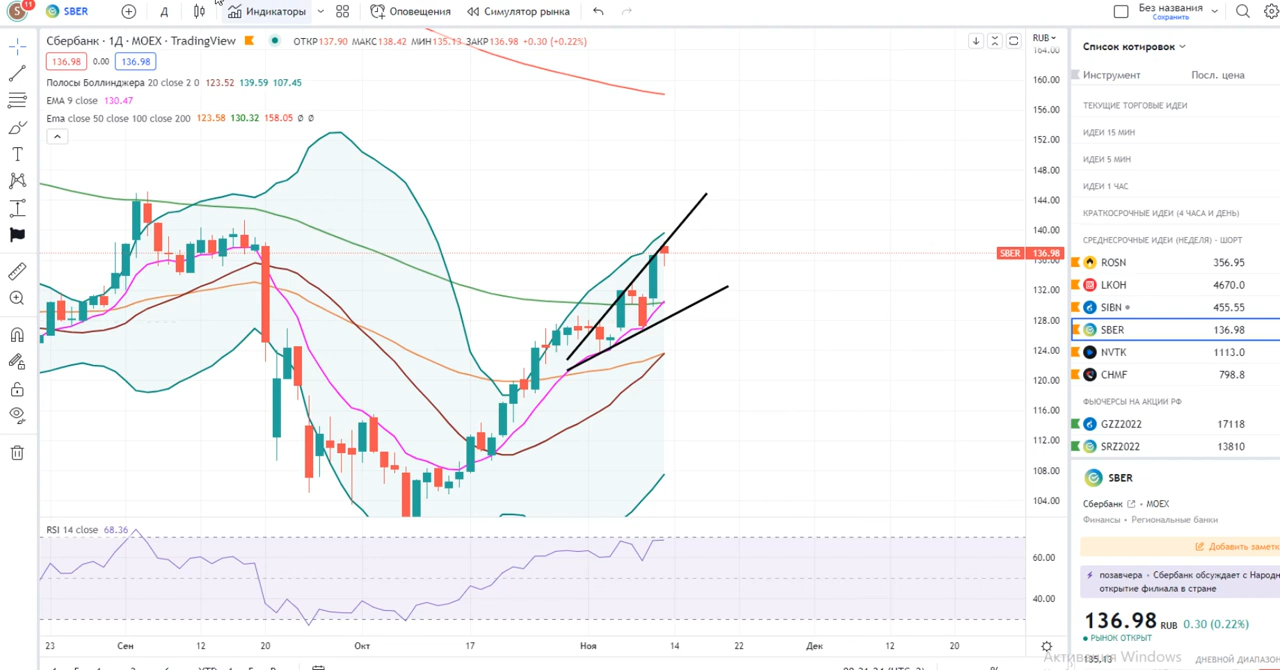 S 11 SBER Д Индикаторы Оповещения Симулятор рынка Без названия
Сохранить
Сбербанк · 1Д · MOEX · TradingView ОТКР137.90 МАКС138.42 МИН135.13 ЗАКР136.98 +0.30 (+0.22%)
136.98 0.00 136.98
Полосы Боллинджера 20 close 2 0 123.52 139.59 107.45
EMA 9 close 130.47
Ema close 50 close 100 close 200 123.58 130.32 158.05 Ø Ø
RUB
164.00
160.00
156.00
152.00
148.00
144.00
140.00
SBER 136.98
136.00
132.00
128.00
124.00
120.00
116.00
112.00
108.00
104.00
RSI 14 close 68.36
60.00
40.00
23 Сен 12 20 Окт 17 Ноя 14 22 Дек 12 20
Список котировок
Инструмент Посл. цена
ТЕКУЩИЕ ТОРГОВЫЕ ИДЕИ
ИДЕИ 15 МИН
ИДЕИ 5 МИН
ИДЕИ 1 ЧАС
КРАТКОСРОЧНЫЕ ИДЕИ (4 ЧАСА И ДЕНЬ)
СРЕДНЕСРОЧНЫЕ ИДЕИ (НЕДЕЛЯ) - ШОРТ
ROSN 356.95
LKOH 4670.0
SIBN 455.55
SBER 136.98
NVTK 1113.0
CHMF 798.8
ФЬЮЧЕРСЫ НА АКЦИИ РФ
GZZ2022 17118
SRZ2022 13810
SBER
Сбербанк · MOEX
Финансы · Региональные банки
Добавить заметк
позавчера · Сбербанк обсуждает с Народн
открытие филиала в стране
136.98 RUB 0.30 (0.22%)
РЫНОК ОТКРЫТ
Активация Windows
135.13 ДНЕВНОЙ ДИАПАЗОН